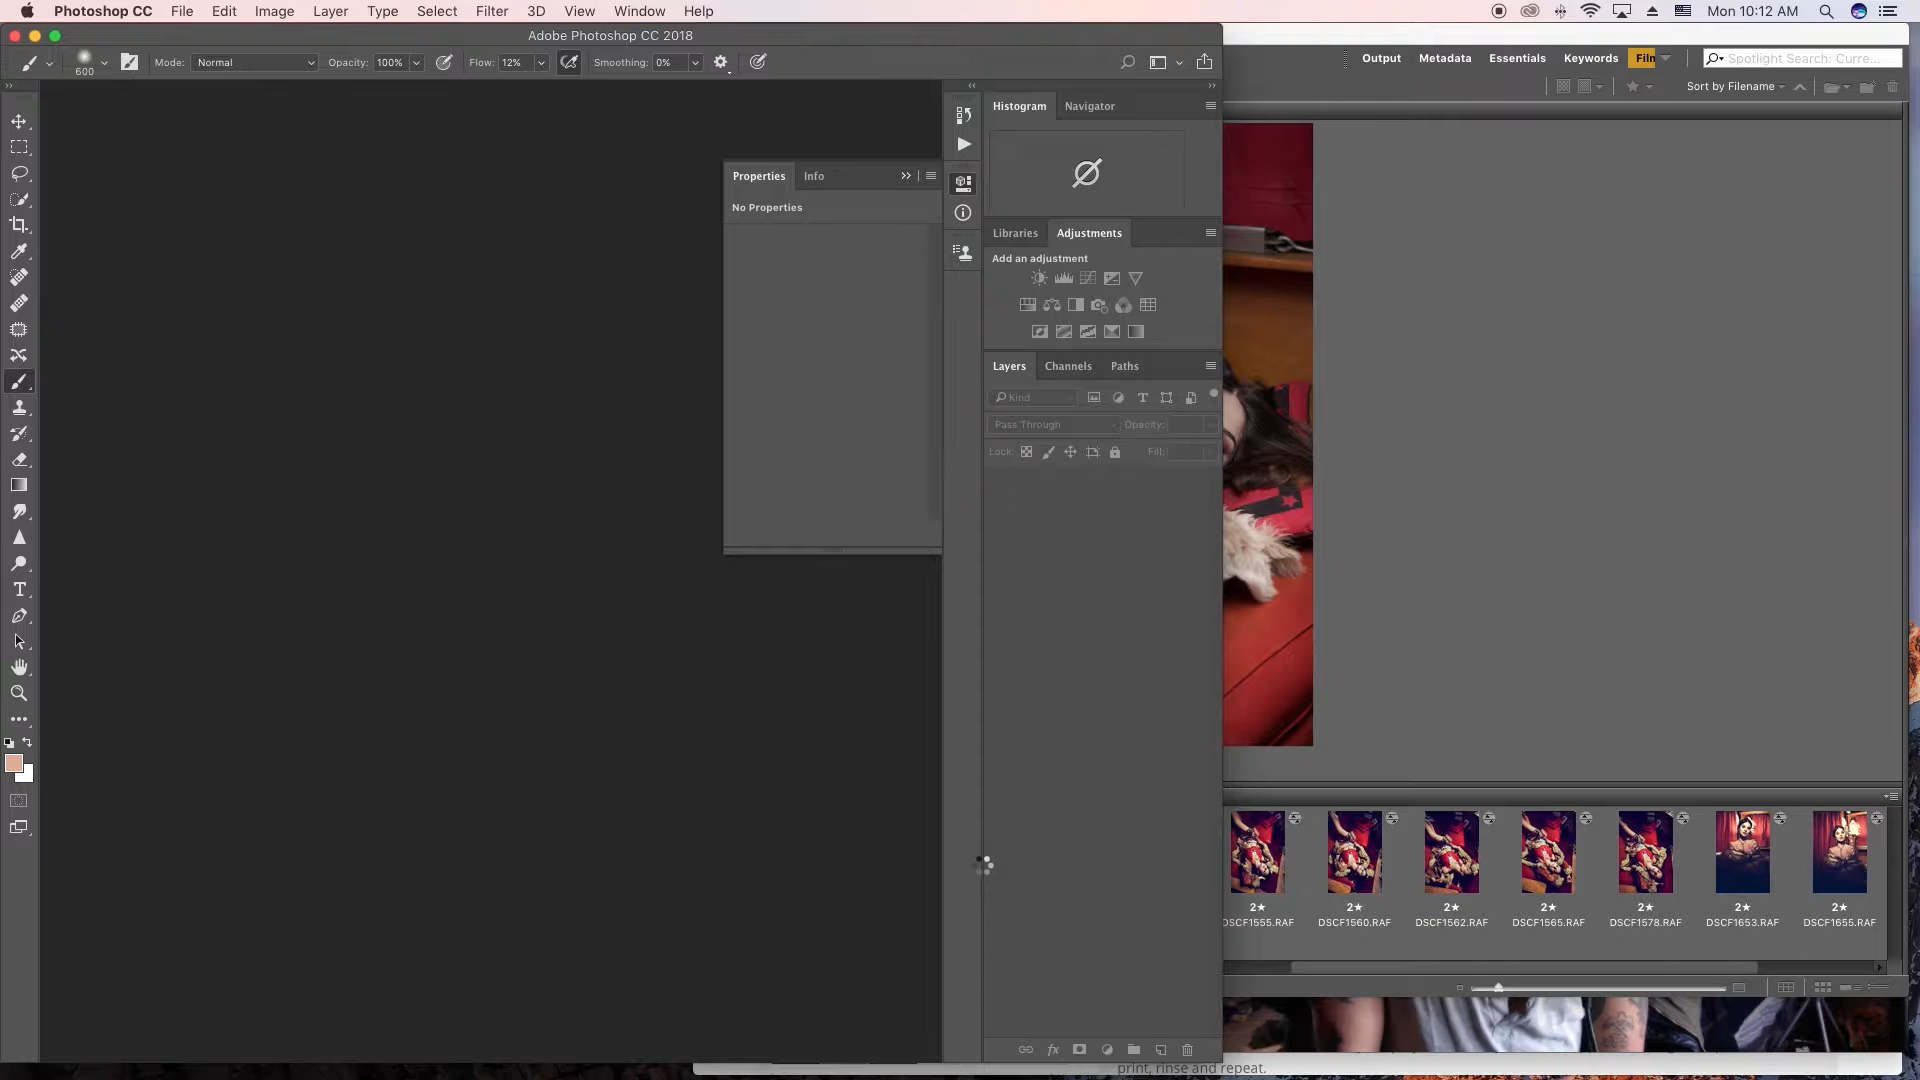 Photoshop CC File Edit Image Layer Type Select Filter 3D View Window Help Mon 10:12 AM
Adobe Photoshop CC 2018
600 Mode: Normal Opacity: 100% Flow: 12% Smoothing: 0%
Output Metadata Essentials Keywords Film Spotlight Search: Curre...
Sort by Filename
Histogram Navigator
Properties Info
No Properties
Libraries Adjustments
Add an adjustment
Layers Channels Paths
Kind
Pass Through Opacity:
Lock: Fill:
2★ 2★ 2★ 2★ 2★ 2★ 2★
DSCF1555.RAF DSCF1560.RAF DSCF1562.RAF DSCF1565.RAF DSCF1578.RAF DSCF1653.RAF DSCF1655.RAF
print, rinse and repeat.